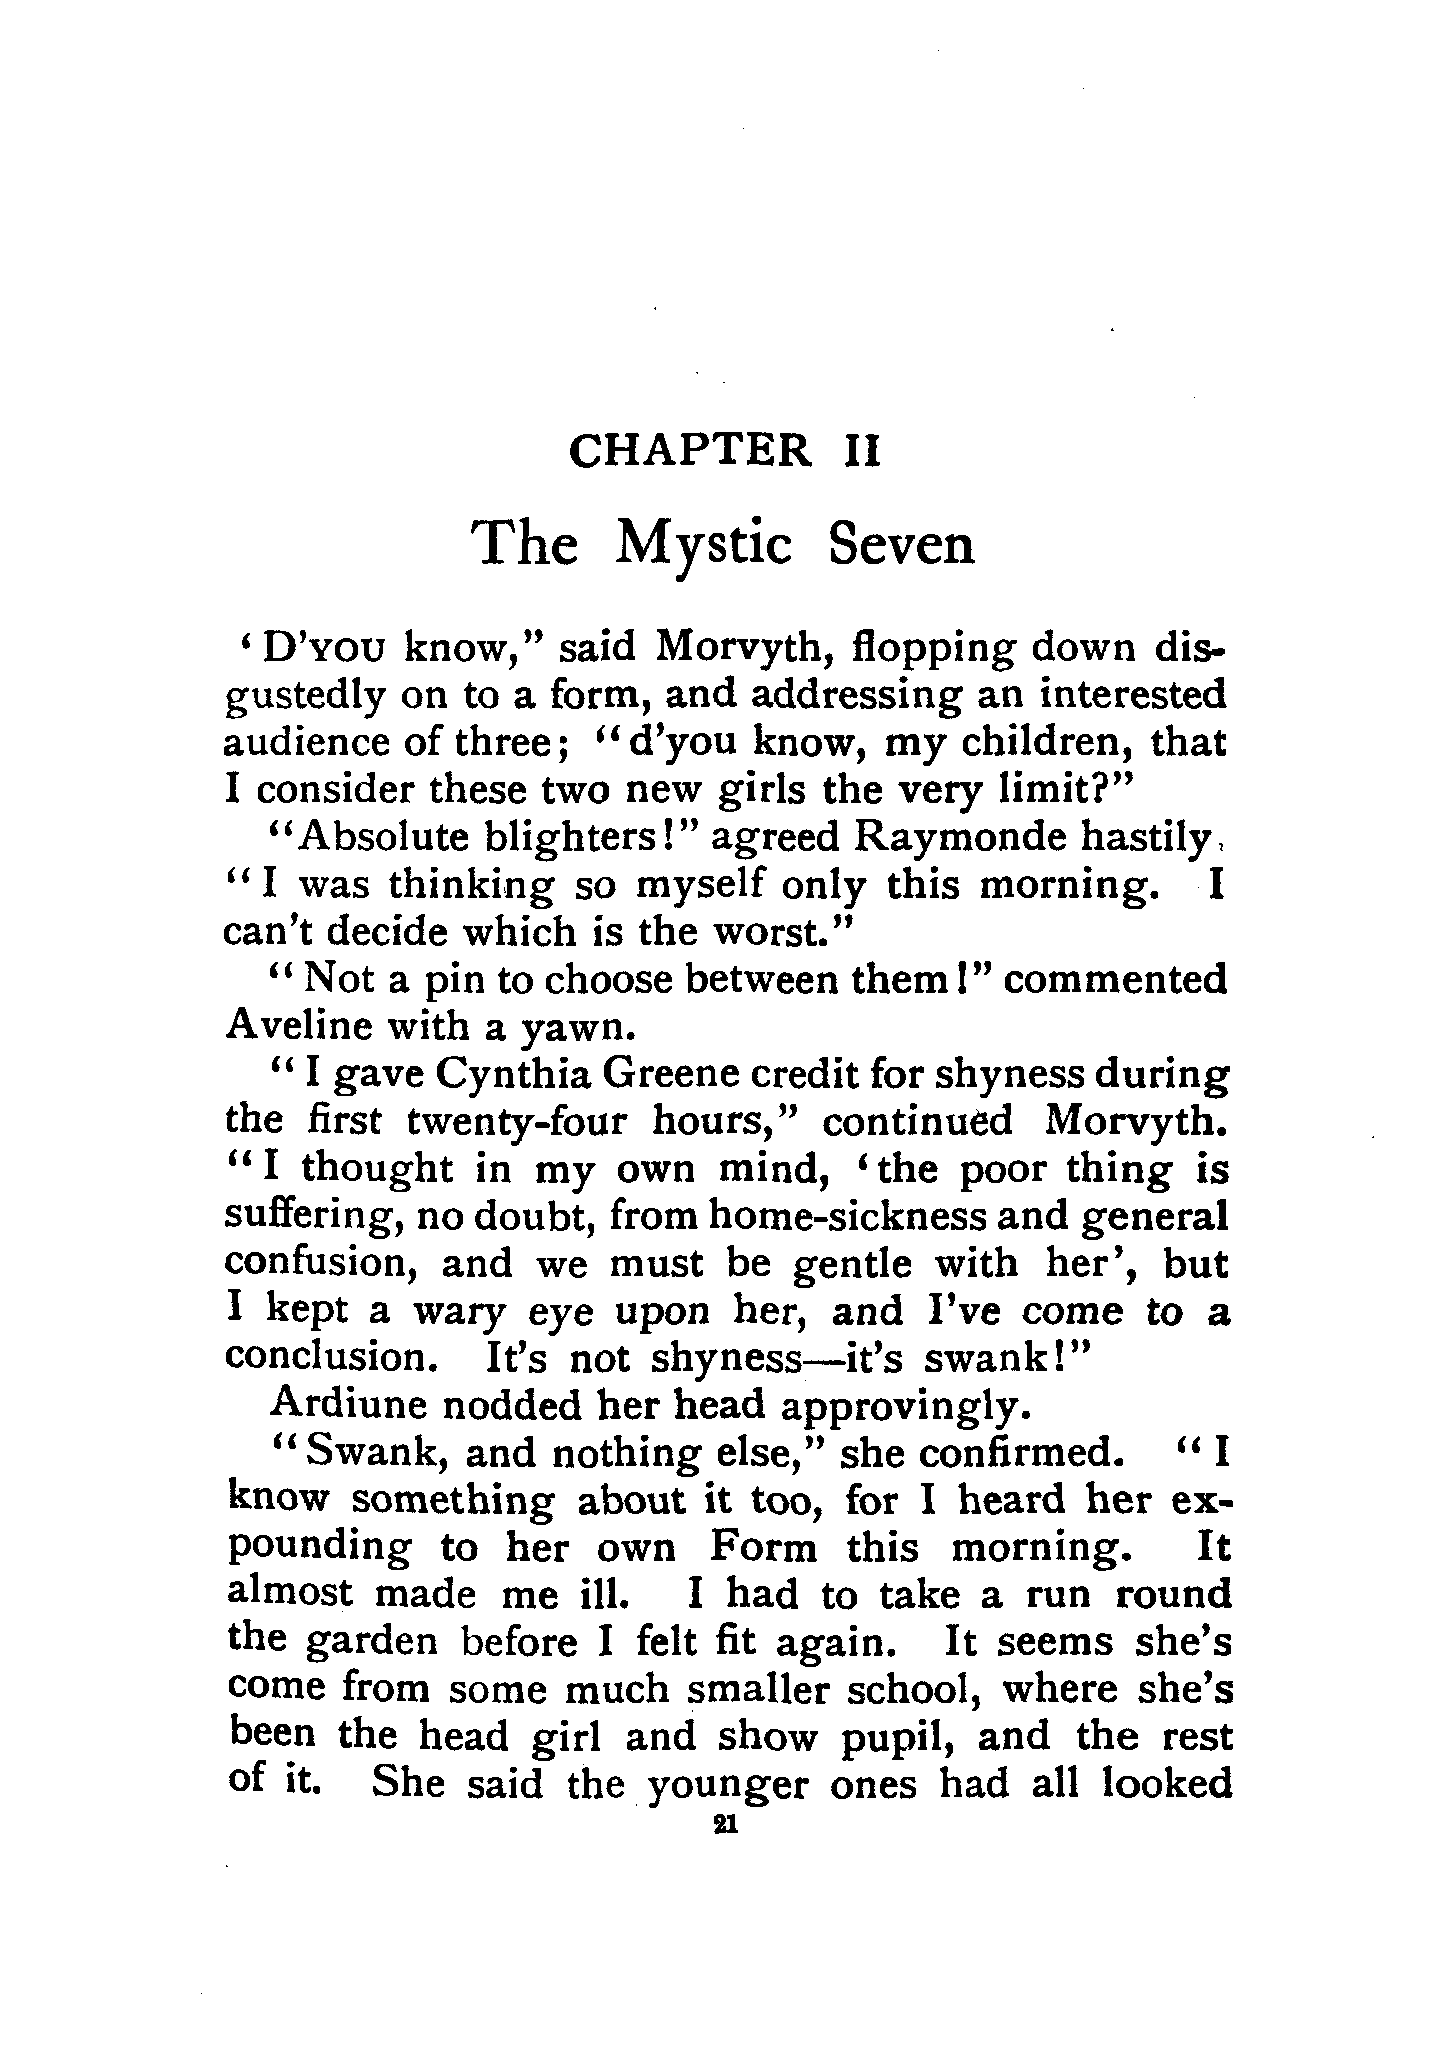 CHAPTER II
The Mystic Seven
‘ D’YOU know,” said Morvyth, flopping down dis-
gustedly on to a form, and addressing an interested
audience of three; “d’you know, my children, that
I consider these two new girls the very limit?”
“Absolute blighters!” agreed Raymonde hastily,
“I was thinking so myself only this morning. I
can’t decide which is the worst.”
“Not a pin to choose between them!” commented
Aveline with a yawn.
“I gave Cynthia Greene credit for shyness during
the first twenty-four hours,” continued Morvyth.
“I thought in my own mind, ‘the poor thing is
suffering, no doubt, from home-sickness and general
confusion, and we must be gentle with her’, but
I kept a wary eye upon her, and I’ve come to a
conclusion. It’s not shyness—it’s swank!”
Ardiune nodded her head approvingly.
“Swank, and nothing else,” she confirmed. “I
know something about it too, for I heard her ex-
pounding to her own Form this morning. It
almost made me ill. I had to take a run round
the garden before I felt fit again. It seems she’s
come from some much smaller school, where she’s
been the head girl and show pupil, and the rest
of it. She said the younger ones had all looked
21